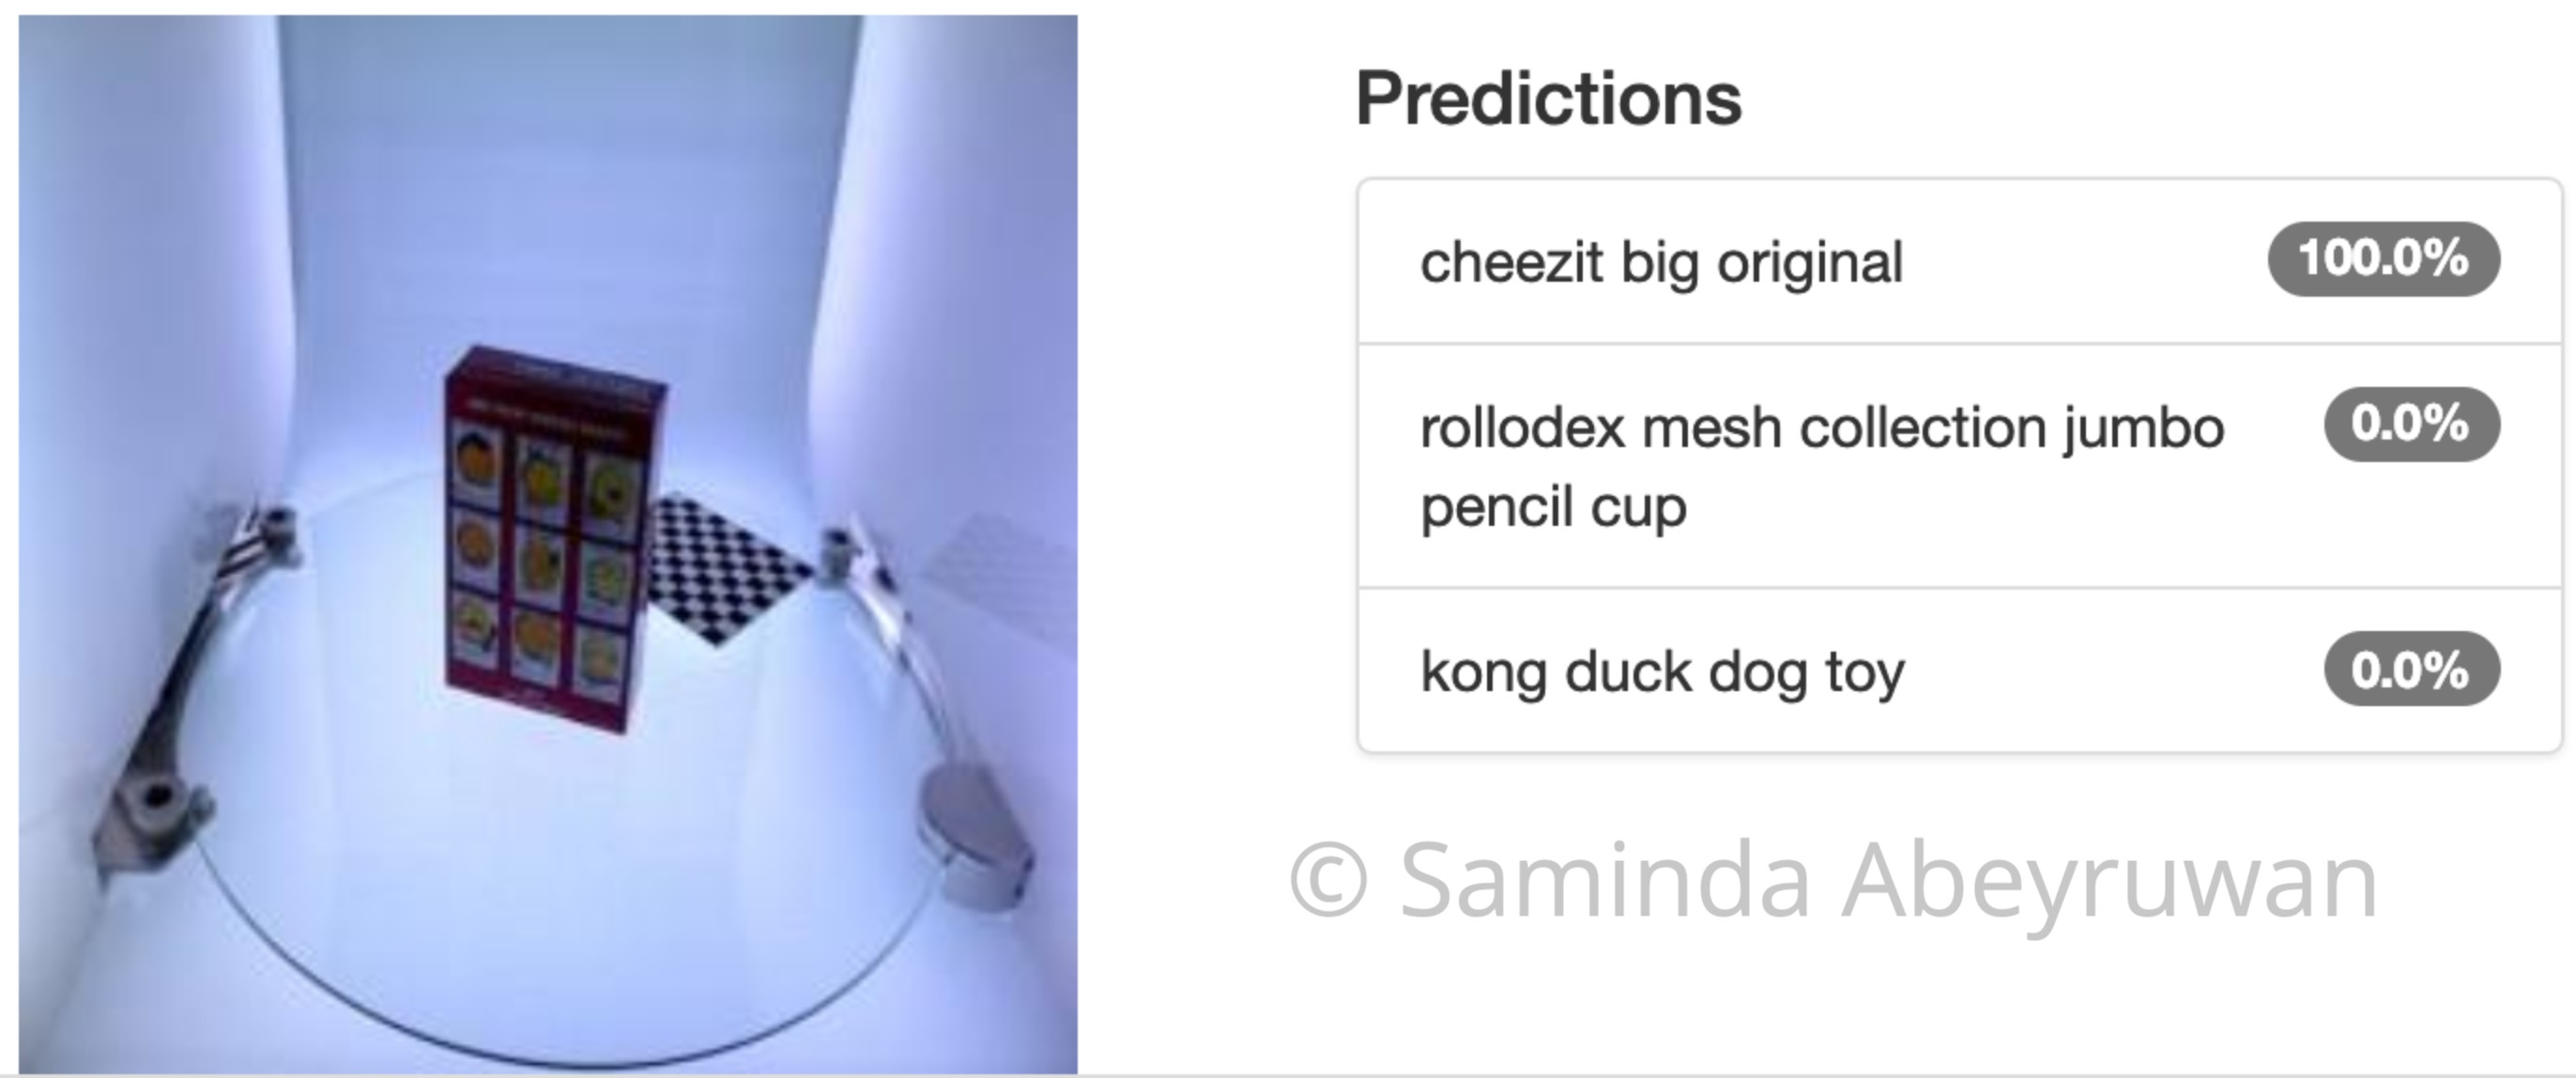 Predictions
cheezit big original
100.0%
rollodex mesh collection jumbo
pencil cup
0.0%
kong duck dog toy
0.0%
© Saminda Abeyruwan